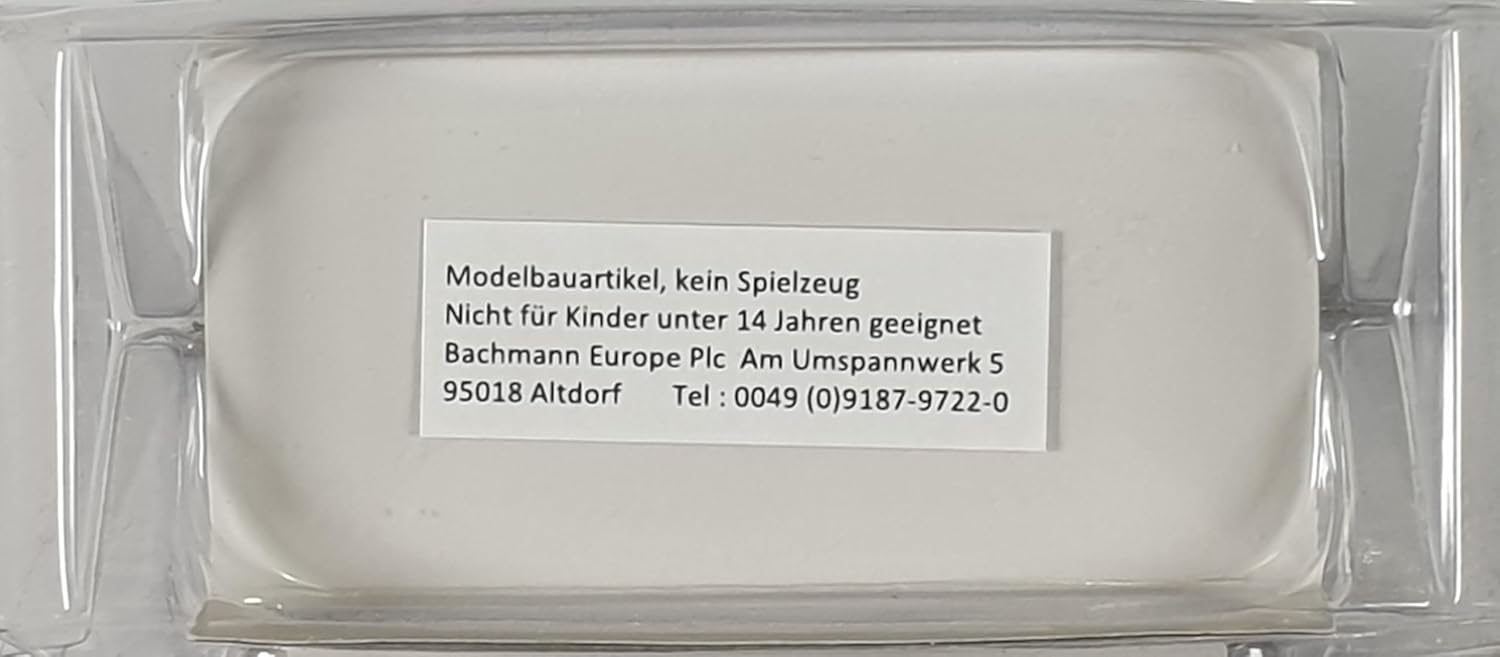 Modelbauartikel, kein Spielzeug
Nicht für Kinder unter 14 Jahren geeignet
Bachmann Europe Plc Am Umspannwerk 5
95018 Altdorf Tel : 0049 (0)9187-9722-0